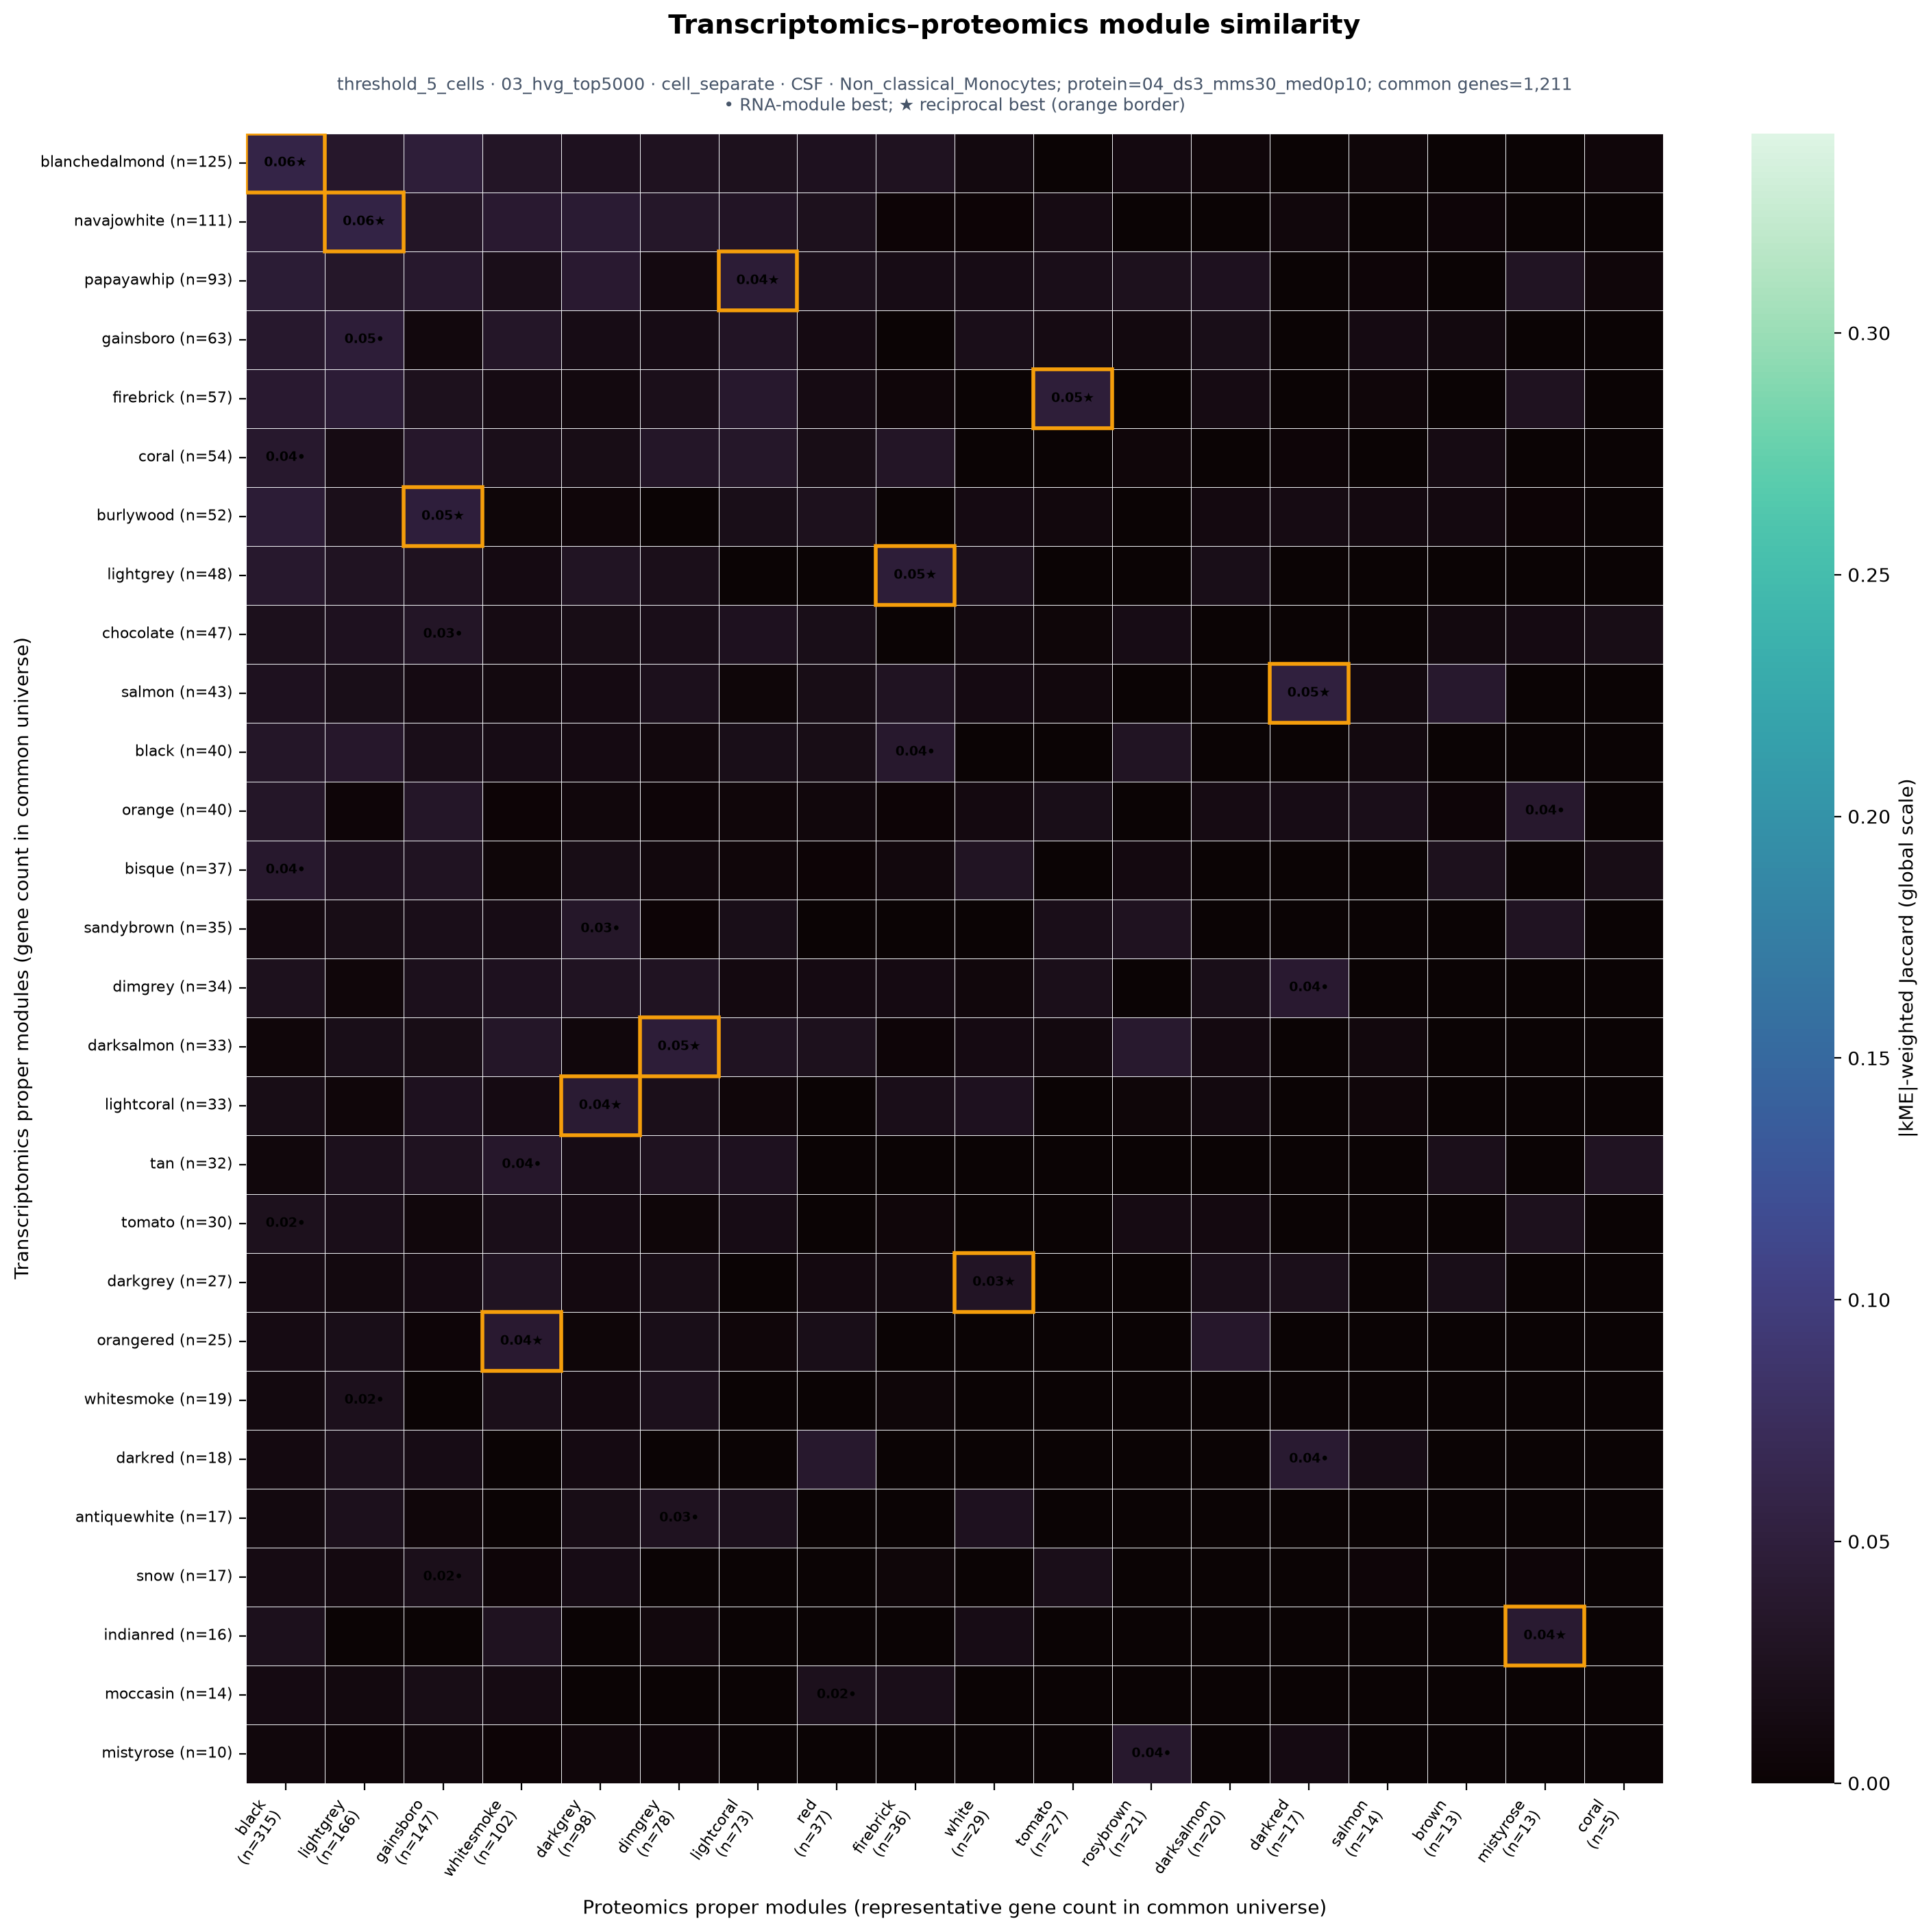 Transcriptomics–proteomics module similarity
threshold_5_cells · 03_hvg_top5000 · cell_separate · CSF · Non_classical_Monocytes; protein=04_ds3_mms30_med0p10; common genes=1,211
• RNA-module best; ★ reciprocal best (orange border)
Transcriptomics proper modules (gene count in common universe)
blanchedalmond (n=125)
0.06★
navajowhite (n=111)
0.06★
papayawhip (n=93)
0.04★
gainsboro (n=63)
0.05•
firebrick (n=57)
0.05★
coral (n=54)
0.04•
burlywood (n=52)
0.05★
lightgrey (n=48)
0.05★
chocolate (n=47)
0.03•
salmon (n=43)
0.05★
black (n=40)
0.04•
orange (n=40)
0.04•
bisque (n=37)
0.04•
sandybrown (n=35)
0.03•
dimgrey (n=34)
0.04•
darksalmon (n=33)
0.05★
lightcoral (n=33)
0.04★
tan (n=32)
0.04•
tomato (n=30)
0.02•
darkgrey (n=27)
0.03★
orangered (n=25)
0.04★
whitesmoke (n=19)
0.02•
darkred (n=18)
0.04•
antiquewhite (n=17)
0.03•
snow (n=17)
0.02•
indianred (n=16)
0.04★
moccasin (n=14)
0.02•
mistyrose (n=10)
0.04•
black
(n=315)
lightgrey
(n=166)
gainsboro
(n=147)
whitesmoke
(n=102)
darkgrey
(n=98)
dimgrey
(n=78)
lightcoral
(n=73)
red
(n=37)
firebrick
(n=36)
white
(n=29)
tomato
(n=27)
rosybrown
(n=21)
darksalmon
(n=20)
darkred
(n=17)
salmon
(n=14)
brown
(n=13)
mistyrose
(n=13)
coral
(n=5)
Proteomics proper modules (representative gene count in common universe)
0.30
0.25
0.20
0.15
0.10
0.05
0.00
|kME|-weighted Jaccard (global scale)